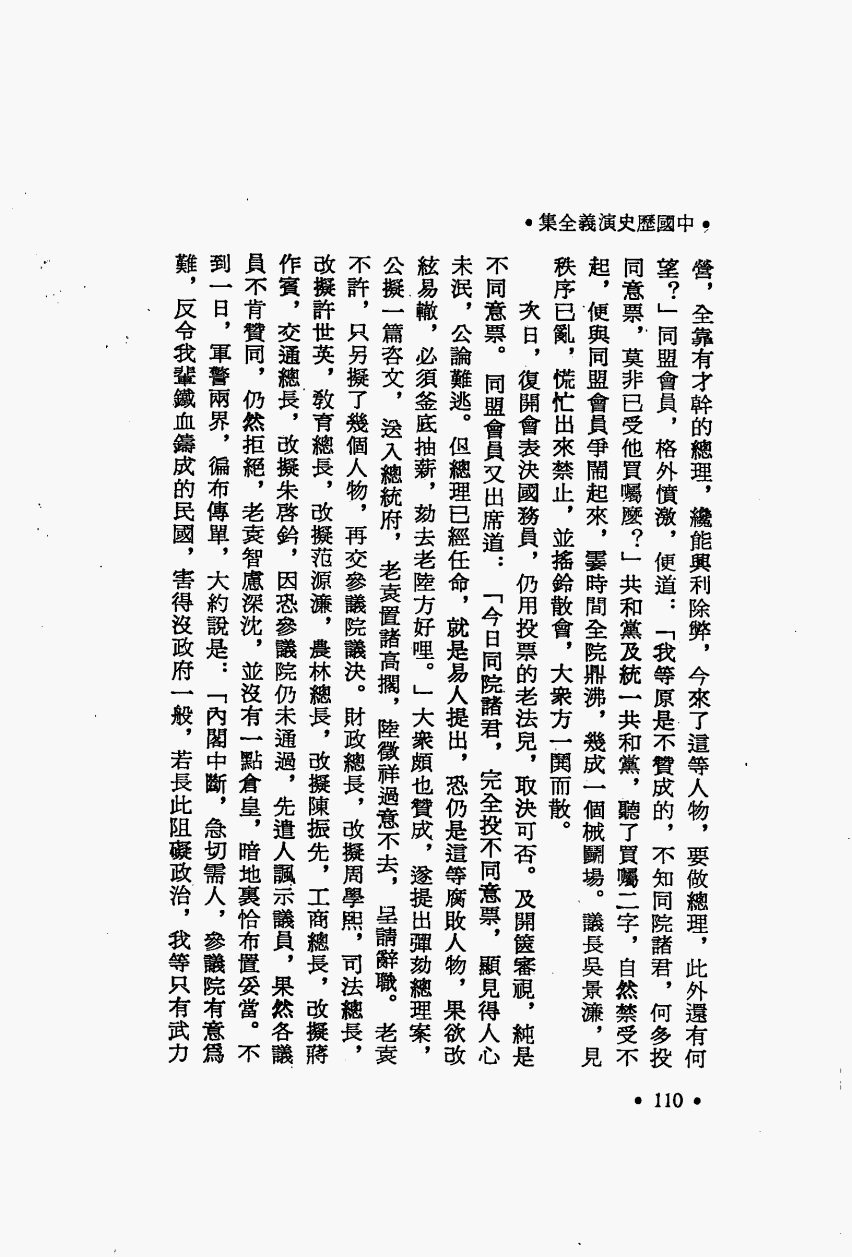 •中國歷史演義全集•
營，全靠有才幹的總理，纔能興利除弊，今來了這等人物，要做總理，此外還有何
望？」同盟會員，格外憤激，便道：「我等原是不贊成的，不知同院諸君，何多投
同意票，莫非已受他買囑麼？」共和黨及統一共和黨，聽了買囑二字，自然禁受不
起，便與同盟會員爭鬧起來，霎時間全院鼎沸，幾成一個械鬭場。議長吳景濂，見
秩序已亂，慌忙出來禁止，並搖鈴散會，大衆方一鬨而散。
次日，復開會表決國務員，仍用投票的老法兒，取決可否。及開篋審視，純是
不同意票。同盟會員又出席道：「今日同院諸君，完全投不同意票，顯見得人心
未泯，公論難逃。但總理已經任命，就是易人提出，恐仍是這等腐敗人物，果欲改
絃易轍，必須釜底抽薪，劾去老陸方好哩。」大衆頗也贊成，遂提出彈劾總理案，
公擬一篇咨文，送入總統府，老袁置諸高擱，陸徵祥過意不去，呈請辭職。老袁
不許，只另擬了幾個人物，再交參議院議決。財政總長，改擬周學熙，司法總長，
改擬許世英，敎育總長，改擬范源濂，農林總長，改擬陳振先，工商總長，改擬蔣
作賓，交通總長，改擬朱啓鈐，因恐參議院仍未通過，先遣人諷示議員，果然各議
員不肯贊同，仍然拒絕，老袁智慮深沈，並沒有一點倉皇，暗地裏恰布置妥當。不
到一日，軍警兩界，徧布傳單，大約說是：「內閣中斷，急切需人，參議院有意爲
難，反令我輩鐵血鑄成的民國，害得沒政府一般，若長此阻礙政治，我等只有武力
•110•